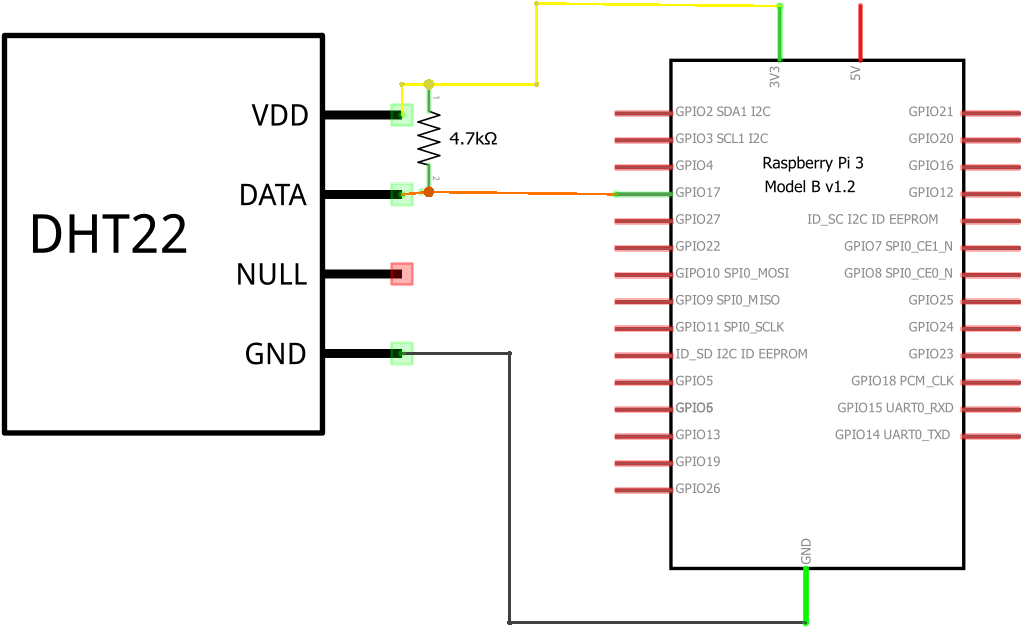 DHT22
VDD
DATA
NULL
GND
1
4.7kΩ
2
3V3
5V
Raspberry Pi 3
Model B v1.2
GPIO2 SDA1 I2C
GPIO3 SCL1 I2C
GPIO4
GPIO17
GPIO27
GPIO22
GIPO10 SPI0_MOSI
GPIO9 SPI0_MISO
GPIO11 SPI0_SCLK
ID_SD I2C ID EEPROM
GPIO5
GPIO6
GPIO13
GPIO19
GPIO26
GPIO21
GPIO20
GPIO16
GPIO12
ID_SC I2C ID EEPROM
GPIO7 SPI0_CE1_N
GPIO8 SPI0_CE0_N
GPIO25
GPIO24
GPIO23
GPIO18 PCM_CLK
GPIO15 UART0_RXD
GPIO14 UART0_TXD
GND